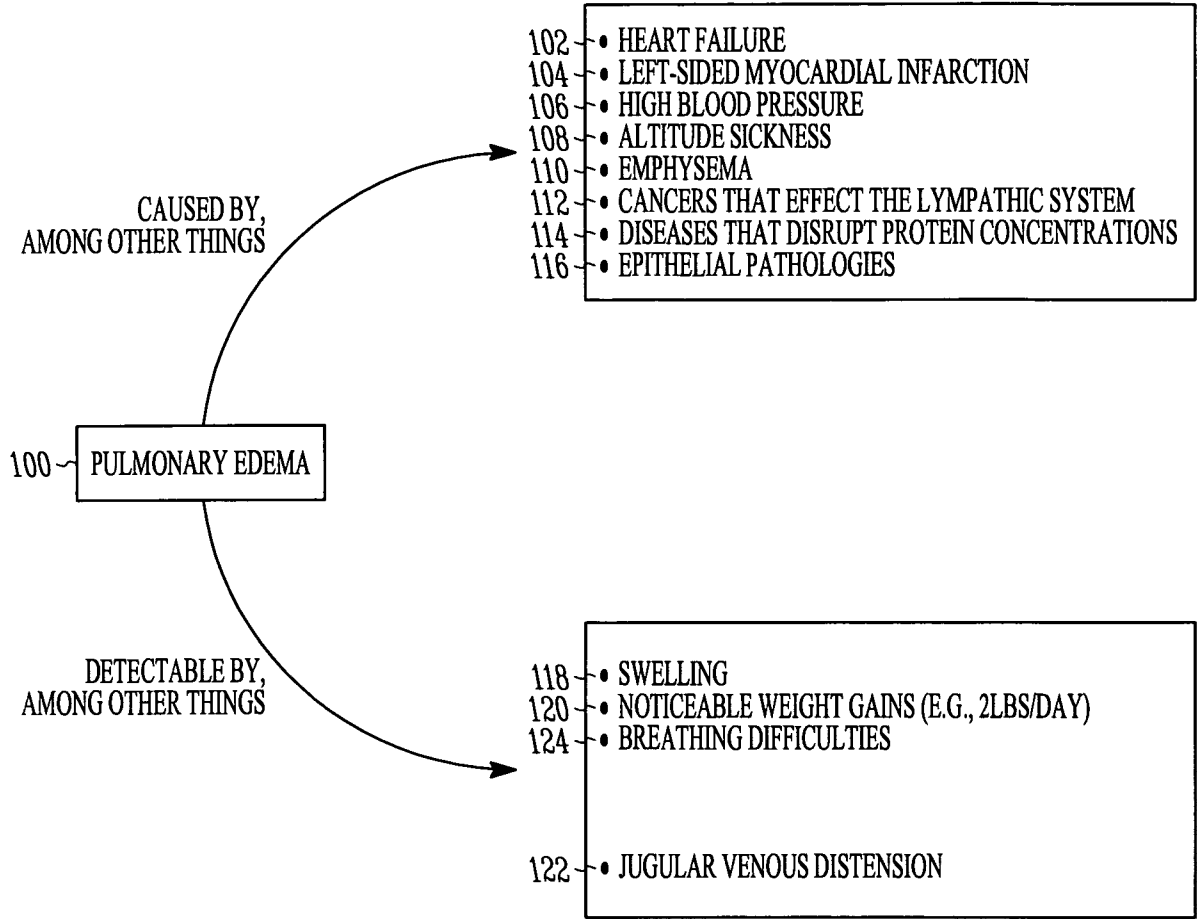 102 • HEART FAILURE
104 • LEFT-SIDED MYOCARDIAL INFARCTION
106 • HIGH BLOOD PRESSURE
108 • ALTITUDE SICKNESS
110 • EMPHYSEMA
112 • CANCERS THAT EFFECT THE LYMPATHIC SYSTEM
114 • DISEASES THAT DISRUPT PROTEIN CONCENTRATIONS
116 • EPITHELIAL PATHOLOGIES
CAUSED BY,
AMONG OTHER THINGS
100 PULMONARY EDEMA
DETECTABLE BY,
AMONG OTHER THINGS
118 • SWELLING
120 • NOTICEABLE WEIGHT GAINS (E.G., 2LBS/DAY)
124 • BREATHING DIFFICULTIES
122 • JUGULAR VENOUS DISTENSION